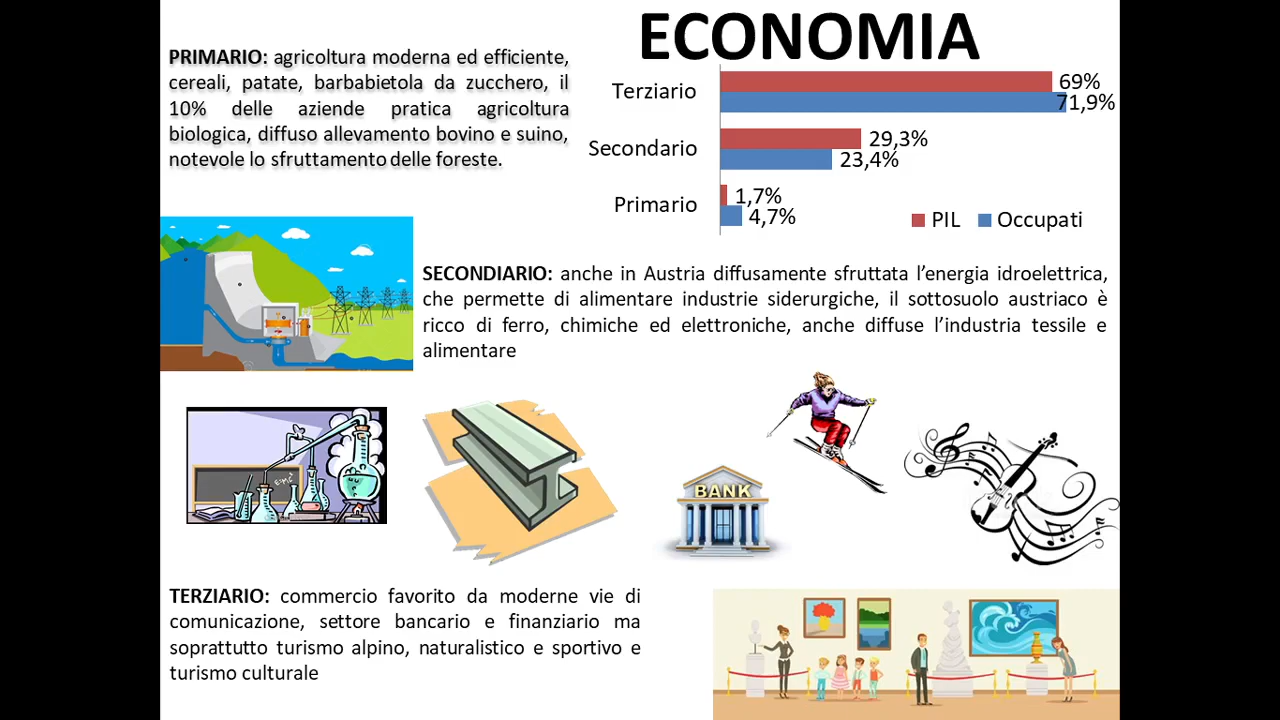 ECONOMIA
PRIMARIO: agricoltura moderna ed efficiente,
cereali, patate, barbabietola da zucchero, il
10% delle aziende pratica agricoltura
biologica, diffuso allevamento bovino e suino,
notevole lo sfruttamento delle foreste.
Terziario
69%
71,9%
Secondario
29,3%
23,4%
Primario
1,7%
4,7%
PIL Occupati
SECONDIARIO: anche in Austria diffusamente sfruttata l'energia idroelettrica,
che permette di alimentare industrie siderurgiche, il sottosuolo austriaco è
ricco di ferro, chimiche ed elettroniche, anche diffuse l'industria tessile e
alimentare
BANK
TERZIARIO: commercio favorito da moderne vie di
comunicazione, settore bancario e finanziario ma
soprattutto turismo alpino, naturalistico e sportivo e
turismo culturale